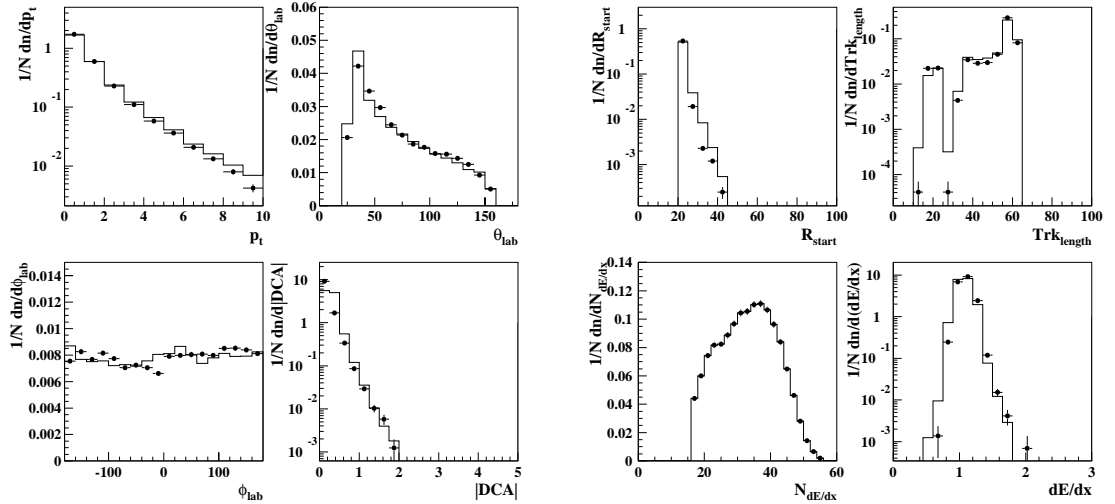 1/N dn/dp_t
1
10^-1
10^-2
0 2 4 6 8 10
p_t
1/N dn/dθ_lab
0.06
0.05
0.04
0.03
0.02
0.01
0
0 50 100 150
θ_lab
1/N dn/dR_start
1
10^-1
10^-2
10^-3
0 20 40 60 80 100
R_start
1/N dn/dTrk_length
10^-1
10^-2
10^-3
10^-4
0 20 40 60 80 100
Trk_length
1/N dn/dϕ_lab
0.014
0.012
0.01
0.008
0.006
0.004
0.002
0
-100 0 100
ϕ_lab
1/N dn/d|DCA|
10
1
10^-1
10^-2
10^-3
0 1 2 3 4 5
|DCA|
1/N dn/dN_dE/dx
0.14
0.12
0.1
0.08
0.06
0.04
0.02
0
0 20 40 60
N_dE/dx
1/N dn/d(dE/dx)
10
1
10^-1
10^-2
10^-3
0 1 2 3 4
dE/dx